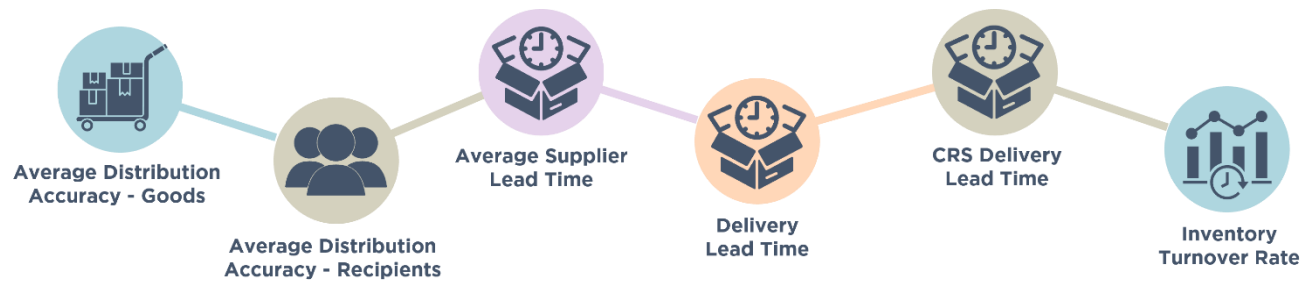 Average Distribution
Accuracy - Goods
Average Distribution
Accuracy - Recipients
Average Supplier
Lead Time
Delivery
Lead Time
CRS Delivery
Lead Time
Inventory
Turnover Rate